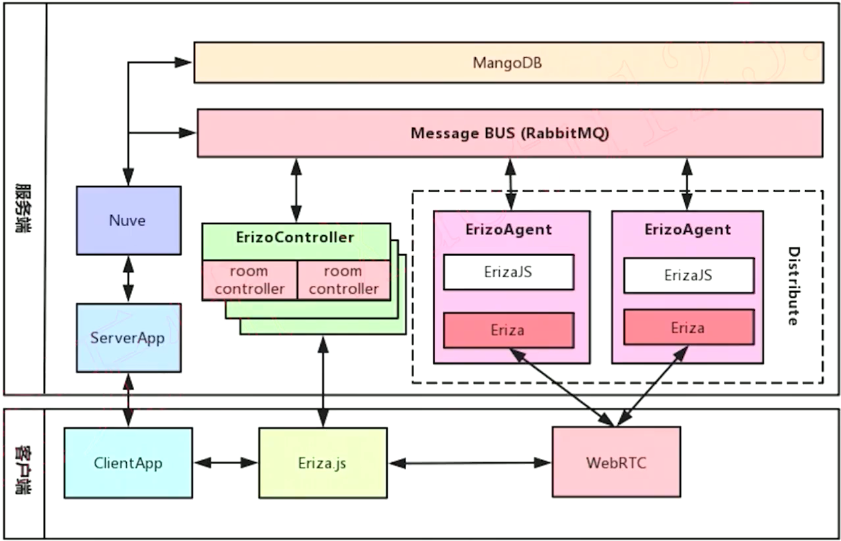 服务端
MangoDB
Message BUS (RabbitMQ)
Nuve
ServerApp
ErizoController
room controller
room controller
ErizoAgent
ErizaJS
Eriza
ErizoAgent
ErizaJS
Eriza
Distribute
客户端
ClientApp
Eriza.js
WebRTC